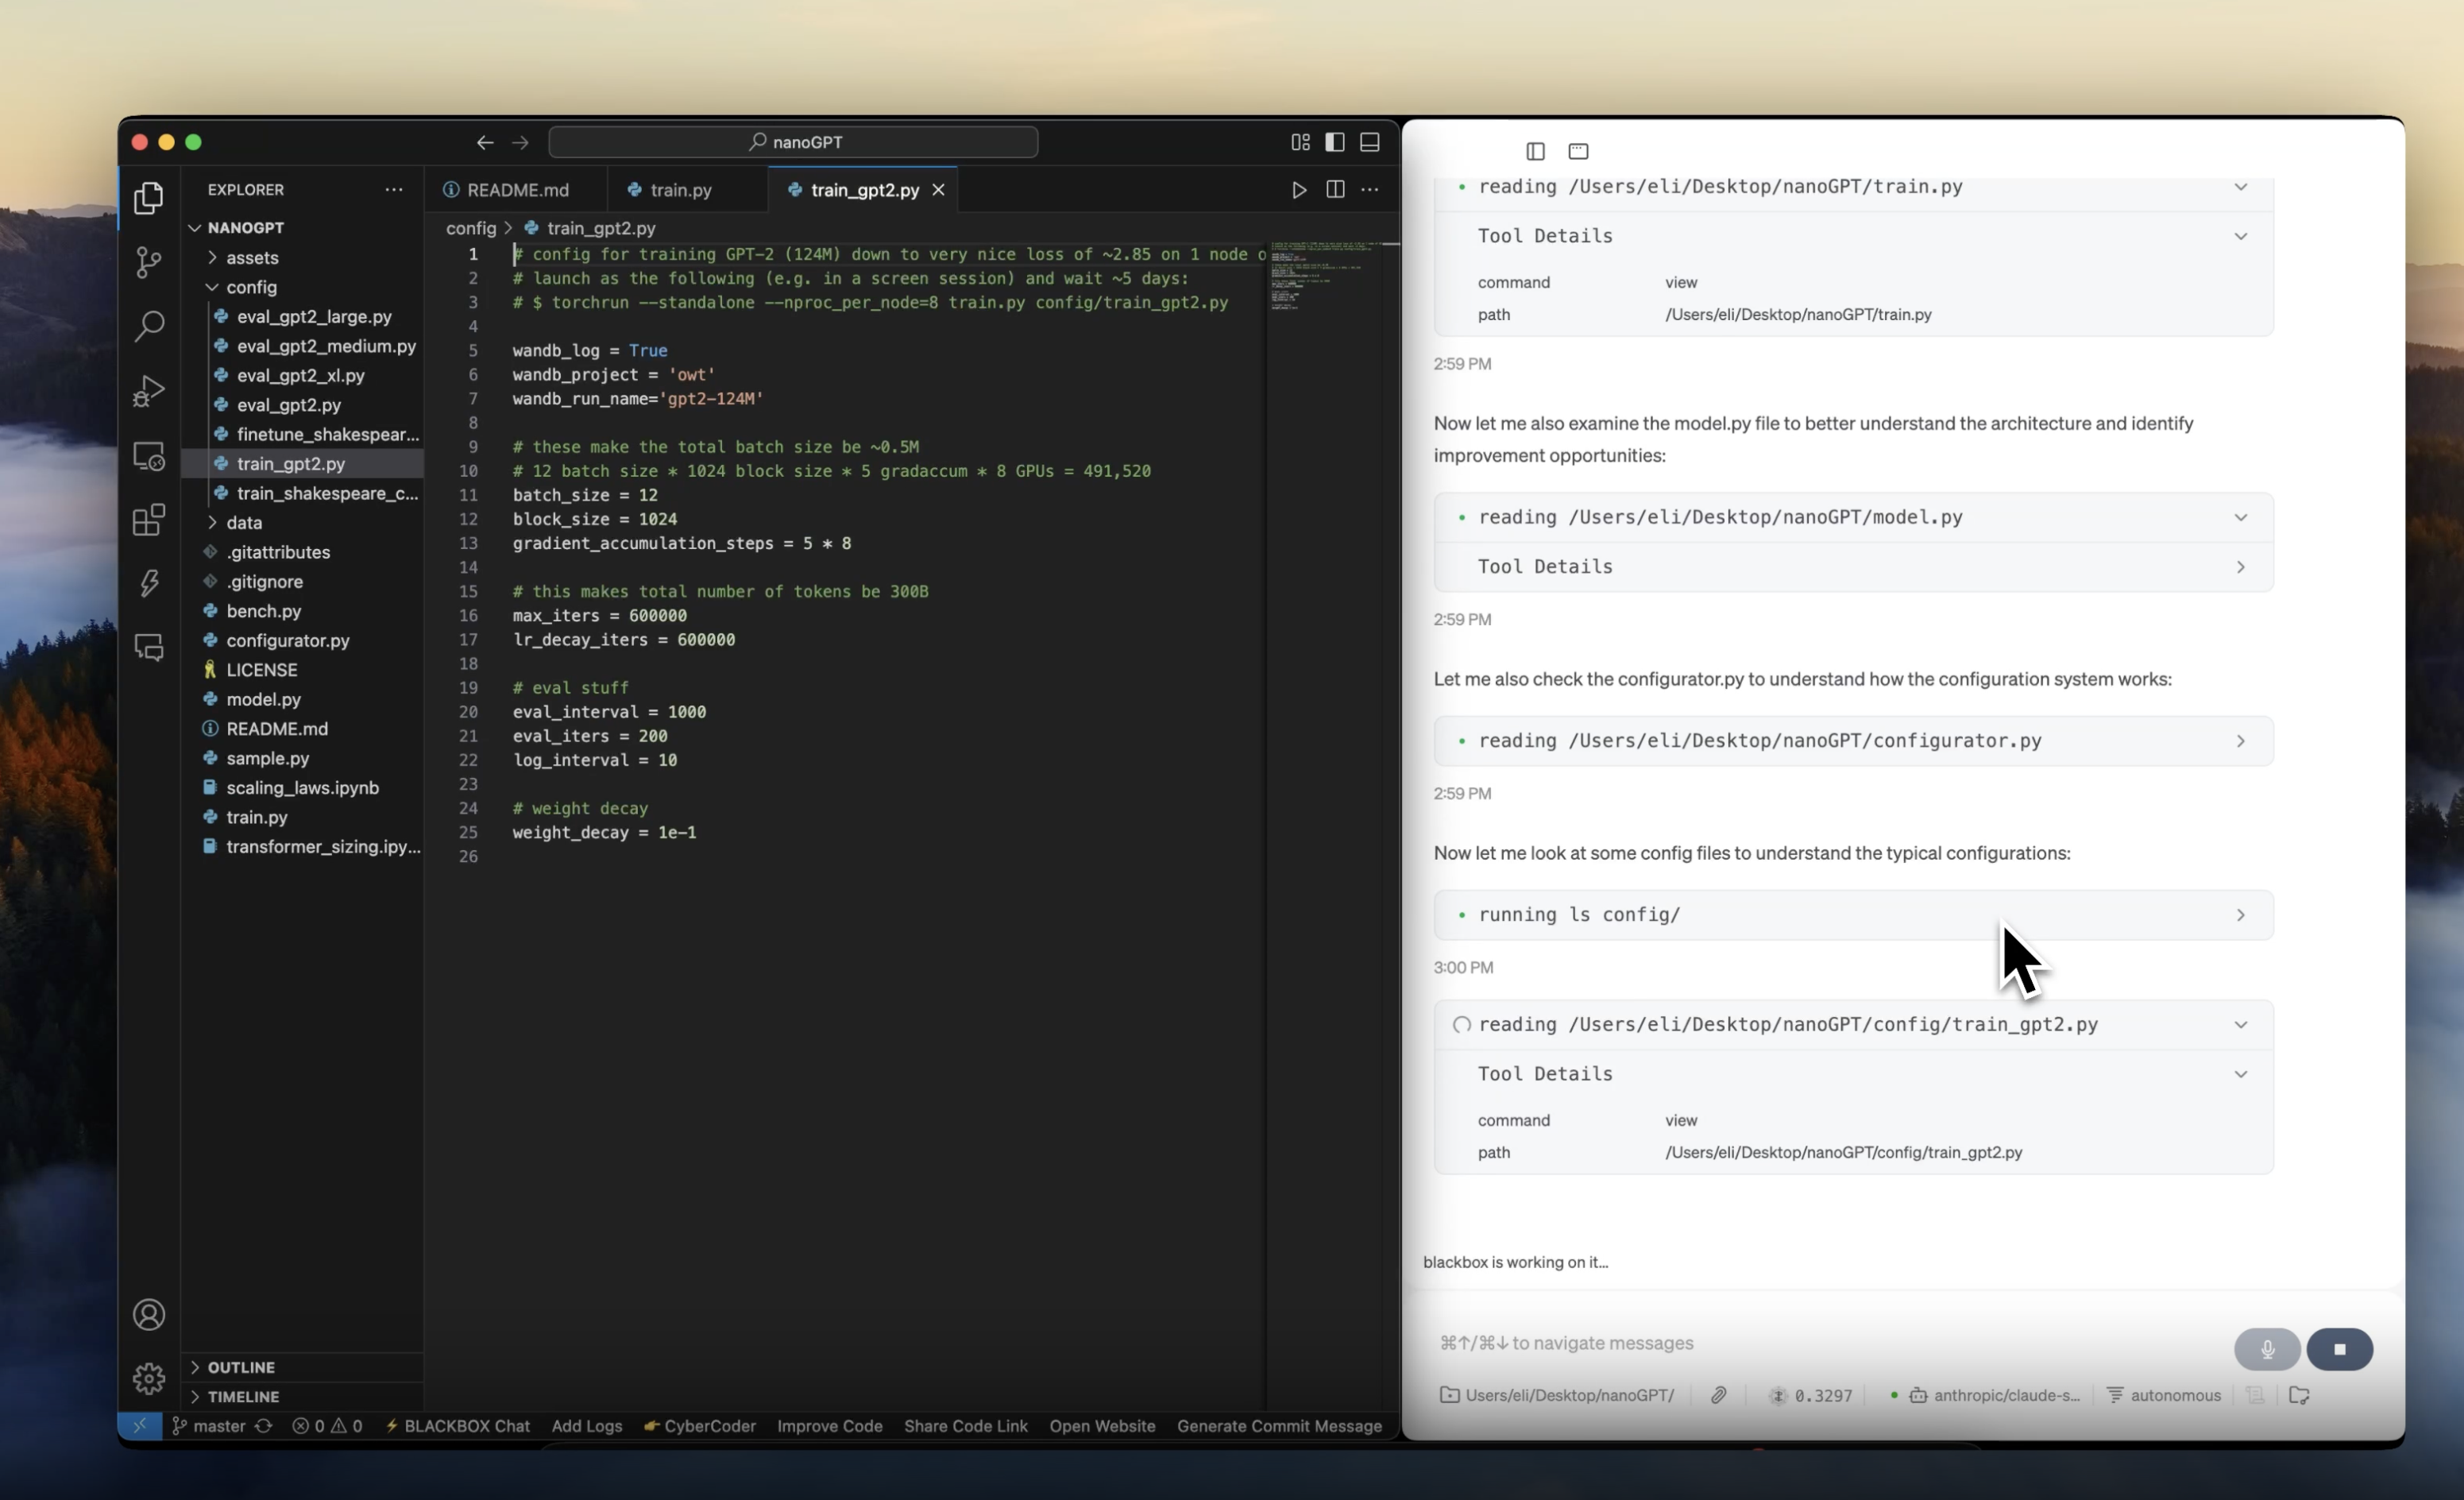 nanoGPT
EXPLORER
NANOGPT
assets
config
eval_gpt2_large.py
eval_gpt2_medium.py
eval_gpt2_xl.py
eval_gpt2.py
finetune_shakespear...
train_gpt2.py
train_shakespeare_c...
data
.gitattributes
.gitignore
bench.py
configurator.py
LICENSE
model.py
README.md
sample.py
scaling_laws.ipynb
train.py
transformer_sizing.ipy...
OUTLINE
TIMELINE
README.md
train.py
train_gpt2.py
config > train_gpt2.py
1 # config for training GPT-2 (124M) down to very nice loss of ~2.85 on 1 node o
2 # launch as the following (e.g. in a screen session) and wait ~5 days:
3 # $ torchrun --standalone --nproc_per_node=8 train.py config/train_gpt2.py
4
5 wandb_log = True
6 wandb_project = 'owt'
7 wandb_run_name='gpt2-124M'
8
9 # these make the total batch size be ~0.5M
10 # 12 batch size * 1024 block size * 5 gradaccum * 8 GPUs = 491,520
11 batch_size = 12
12 block_size = 1024
13 gradient_accumulation_steps = 5 * 8
14
15 # this makes total number of tokens be 300B
16 max_iters = 600000
17 lr_decay_iters = 600000
18
19 # eval stuff
20 eval_interval = 1000
21 eval_iters = 200
22 log_interval = 10
23
24 # weight decay
25 weight_decay = 1e-1
26
master
0 0
BLACKBOX Chat
Add Logs
CyberCoder
Improve Code
Share Code Link
Open Website
Generate Commit Message
reading /Users/eli/Desktop/nanoGPT/train.py
Tool Details
command view
path /Users/eli/Desktop/nanoGPT/train.py
2:59 PM
Now let me also examine the model.py file to better understand the architecture and identify
improvement opportunities:
reading /Users/eli/Desktop/nanoGPT/model.py
Tool Details
2:59 PM
Let me also check the configurator.py to understand how the configuration system works:
reading /Users/eli/Desktop/nanoGPT/configurator.py
2:59 PM
Now let me look at some config files to understand the typical configurations:
running ls config/
3:00 PM
reading /Users/eli/Desktop/nanoGPT/config/train_gpt2.py
Tool Details
command view
path /Users/eli/Desktop/nanoGPT/config/train_gpt2.py
blackbox is working on it...
⌘↑/⌘↓ to navigate messages
Users/eli/Desktop/nanoGPT/
0.3297
anthropic/claude-s...
autonomous